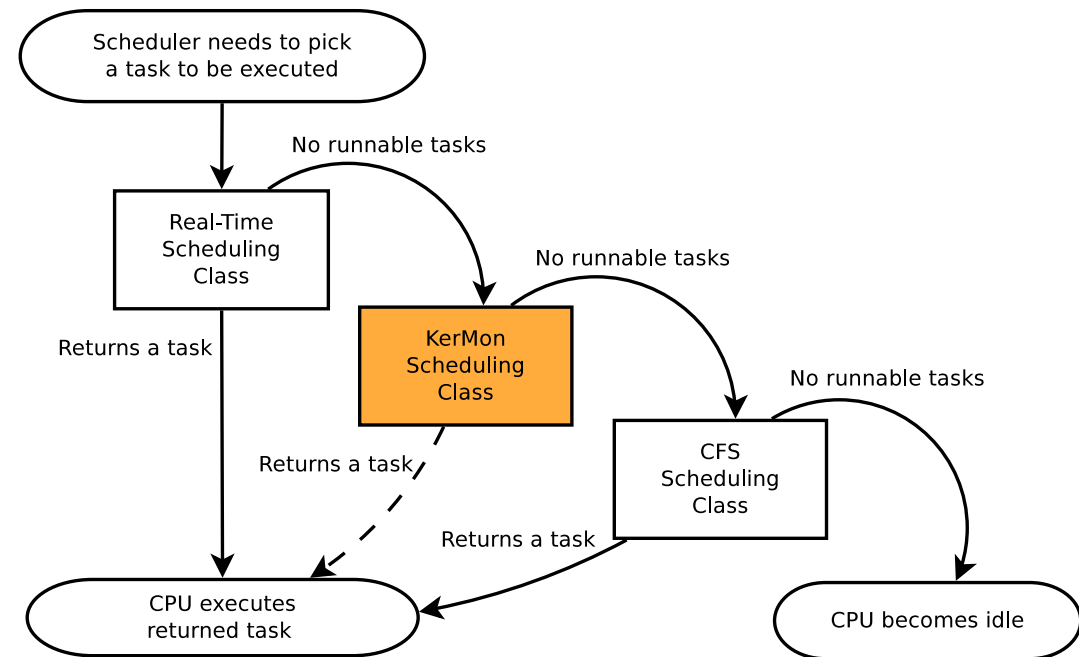 Scheduler needs to pick
a task to be executed
No runnable tasks
Real-Time
Scheduling
Class
No runnable tasks
KerMon
Scheduling
Class
Returns a task
No runnable tasks
CFS
Scheduling
Class
Returns a task
Returns a task
CPU executes
returned task
CPU becomes idle